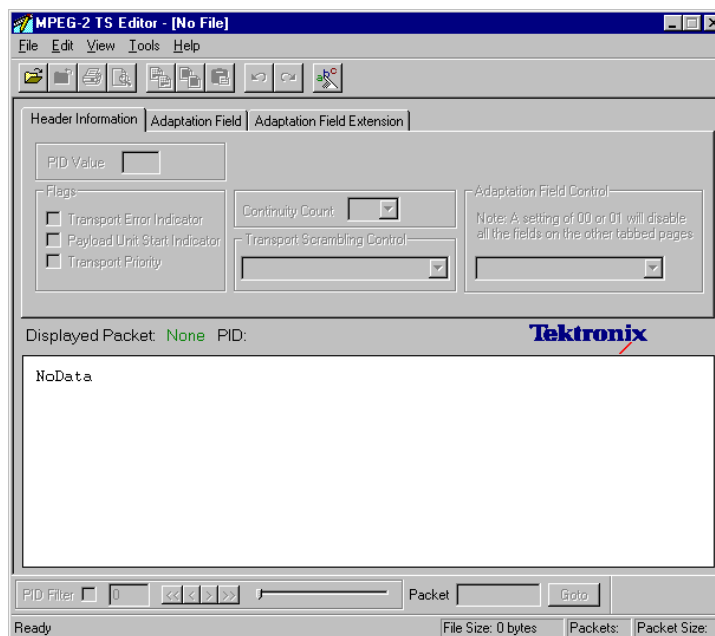 MPEG-2 TS Editor - [No File]
File Edit View Tools Help
Header Information Adaptation Field Adaptation Field Extension
PID Value
Flags
Transport Error Indicator
Payload Unit Start Indicator
Transport Priority
Continuity Count
Transport Scrambling Control
Adaptation Field Control
Note: A setting of 00 or 01 will disable
all the fields on the other tabbed pages
Displayed Packet: None PID:
Tektronix
NoData
PID Filter 0 << < > >> Packet Goto
Ready File Size: 0 bytes Packets: Packet Size: